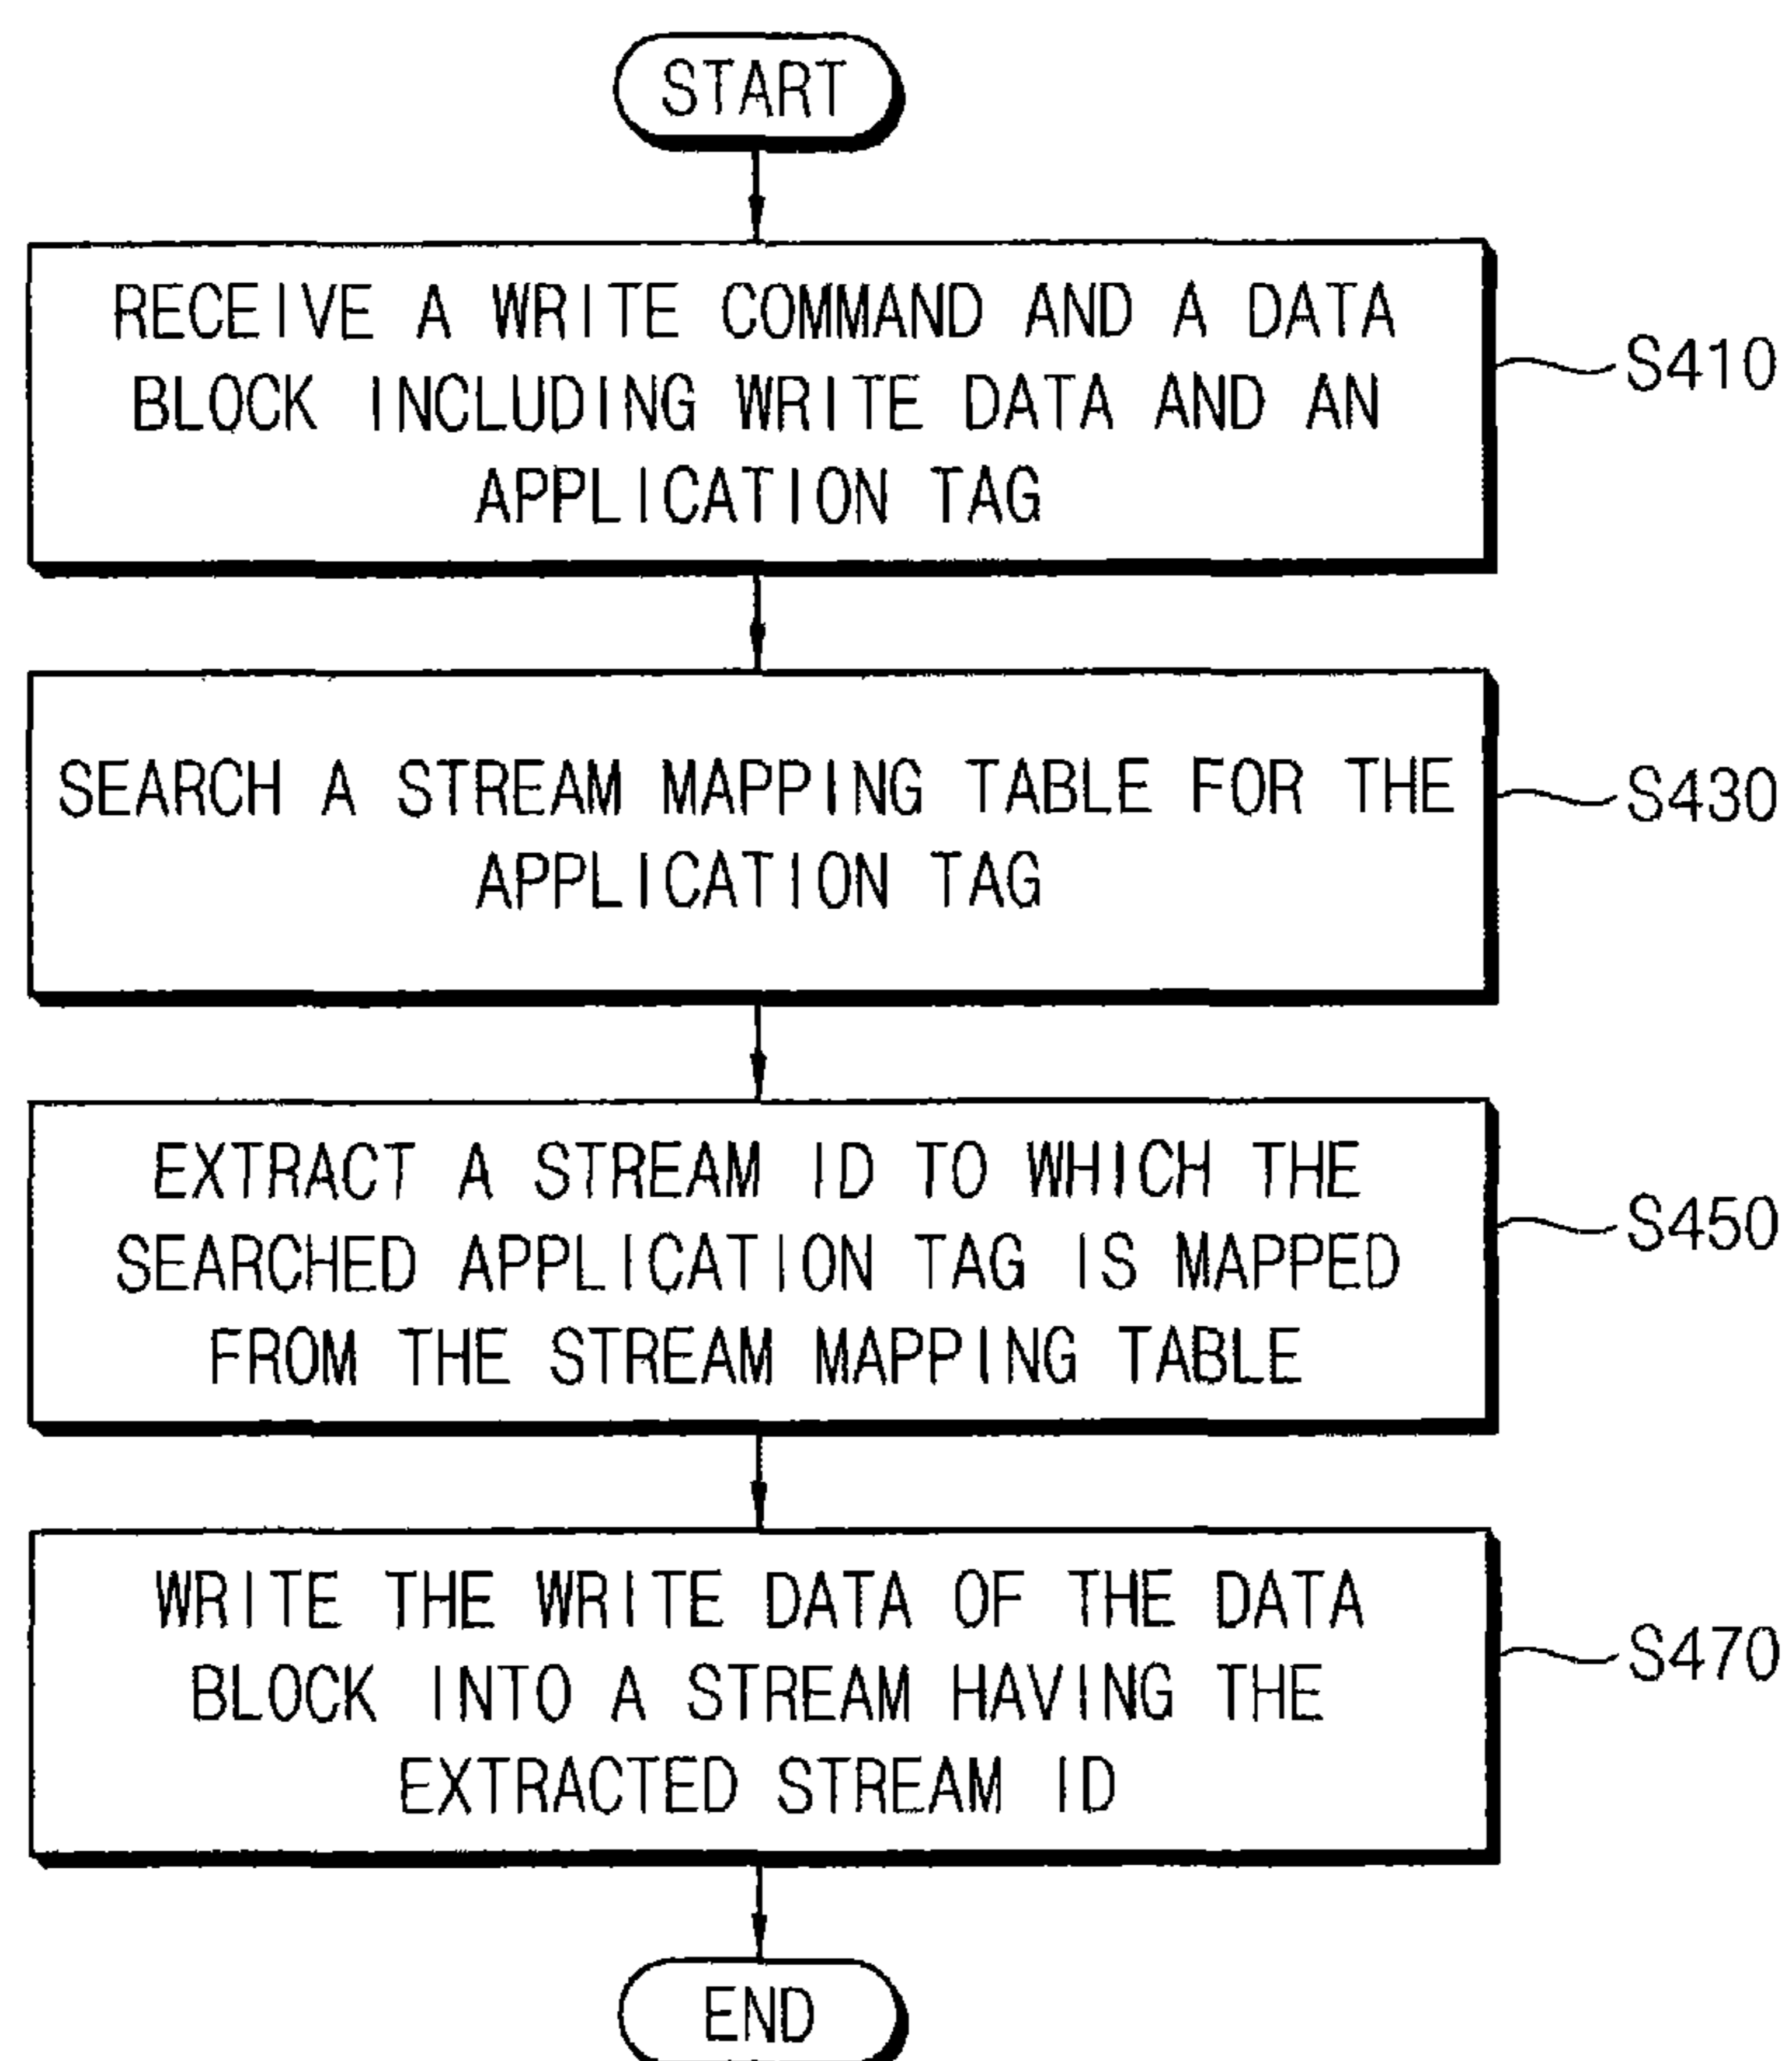 START
RECEIVE A WRITE COMMAND AND A DATA
BLOCK INCLUDING WRITE DATA AND AN
APPLICATION TAG
S410
SEARCH A STREAM MAPPING TABLE FOR THE
APPLICATION TAG
S430
EXTRACT A STREAM ID TO WHICH THE
SEARCHED APPLICATION TAG IS MAPPED
FROM THE STREAM MAPPING TABLE
S450
WRITE THE WRITE DATA OF THE DATA
BLOCK INTO A STREAM HAVING THE
EXTRACTED STREAM ID
S470
END